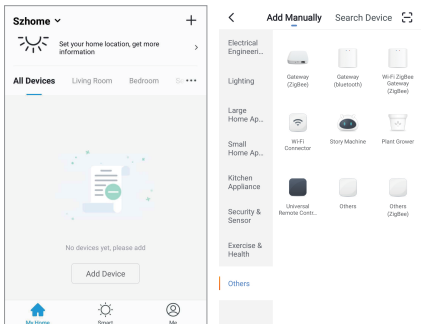 Szhome
Set your home location, get more
information
All Devices Living Room Bedroom
No devices yet, please add
Add Device
My Home Smart Me
Add Manually Search Device
Electrical
Engineeri...
Lighting
Large
Home Ap...
Small
Home Ap...
Kitchen
Appliance
Security &
Sensor
Exercise &
Health
Others
Gateway
(ZigBee)
Gateway
(bluetooth)
Wi-Fi ZigBee
Gateway
(ZigBee)
Wi-Fi
Connector
Story Machine
Plant Grower
Universal
Remote Contr...
Others
Others
(ZigBee)